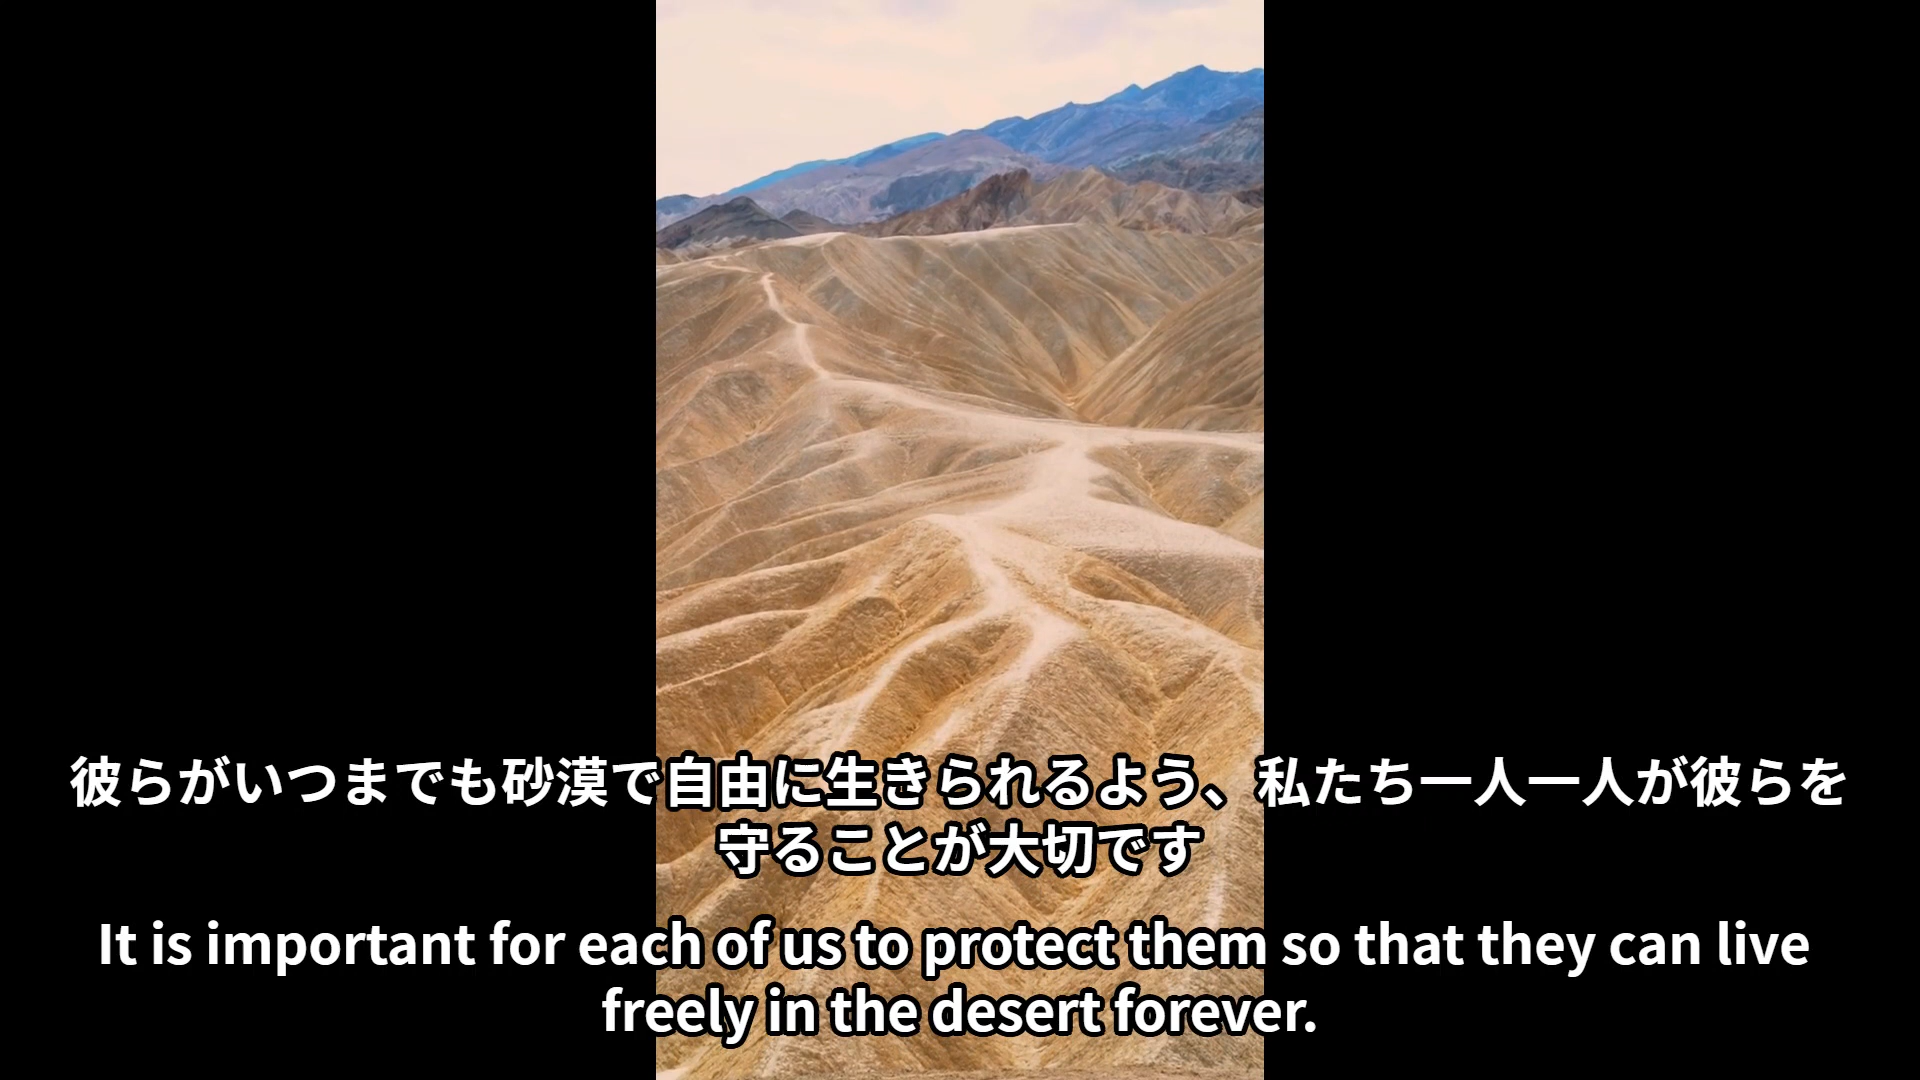 彼らがいつまでも砂漠で自由に生きられるよう、私たち一人一人が彼らを
守ることが大切です
It is important for each of us to protect them so that they can live
freely in the desert forever.